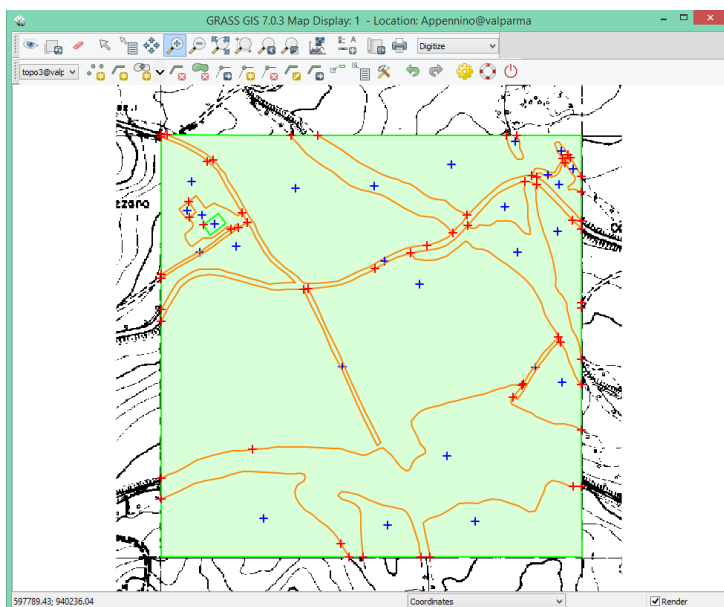 GRASS GIS 7.0.3 Map Display: 1 - Location: Appennino@valparma
Digitize
topo3@valp
597789.43; 940236.04
Coordinates
Render